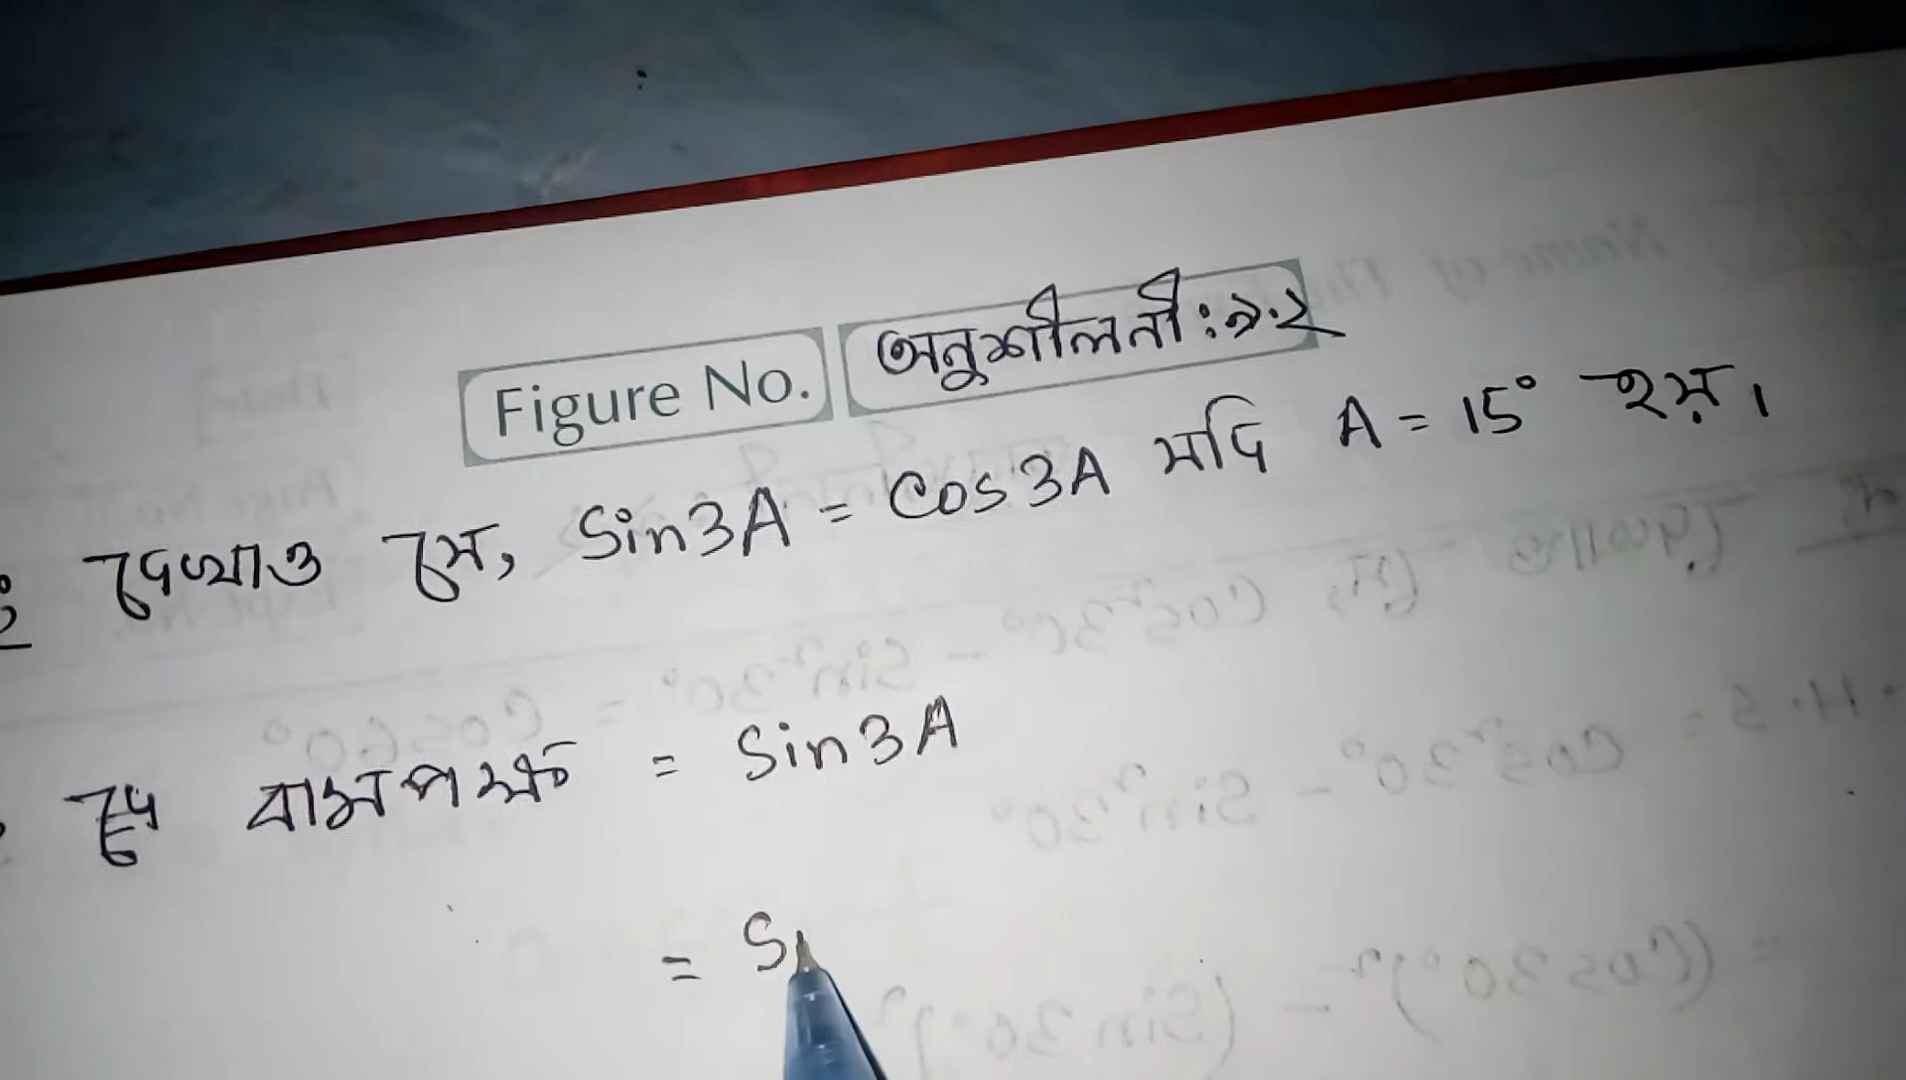 Figure No. অনুশীলনী : ৯.২
দেখাও যে, Sin3A = Cos3A যদি A = 15° হয়।
বামপক্ষ = Sin3A
= S